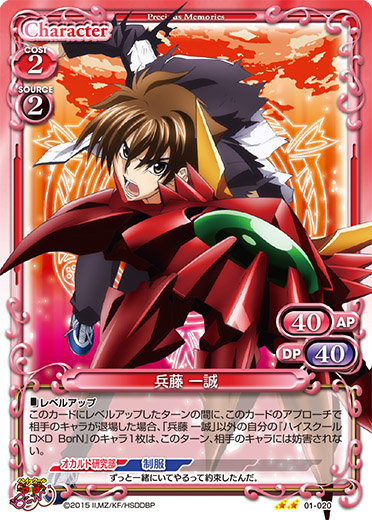 Precious Memories
Character
COST
2
SOURCE
2
40 AP
DP 40
兵藤 一誠
■レベルアップ
このカードにレベルアップしたターンの間に、このカードのアプローチで
相手のキャラが退場した場合、「兵藤 一誠」以外の自分の『ハイスクール
D×D BorN』のキャラ1枚は、このターン、相手のキャラには妨害されな
い。
オカルト研究部 制服
ずっと一緒にいてやるって約束したんだ。
©2015 II,MZ/KF/HSDDBP
01-020